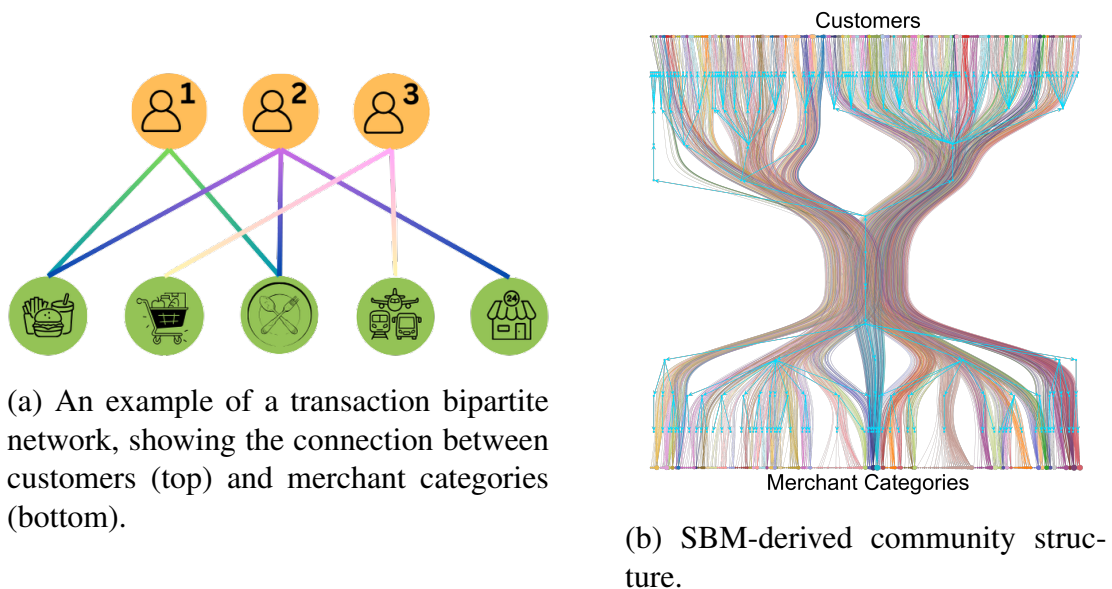 1
2
3
24
(a) An example of a transaction bipartite
network, showing the connection between
customers (top) and merchant categories
(bottom).
Customers
Merchant Categories
(b) SBM-derived community struc-
ture.